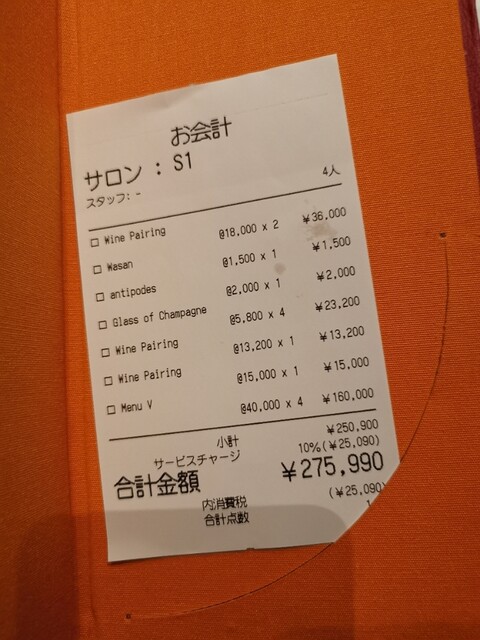 お会計
サロン : S1
スタッフ: -
4人
□ Wine Pairing @18,000 x 2 ¥36,000
□ Wasan @1,500 x 1 ¥1,500
□ antipodes @2,000 x 1 ¥2,000
□ Glass of Champagne @5,800 x 4 ¥23,200
□ Wine Pairing @13,200 x 1 ¥13,200
□ Wine Pairing @15,000 x 1 ¥15,000
□ Menu V @40,000 x 4 ¥160,000
小計 ¥250,900
サービスチャージ 10%(¥25,090)
合計金額 ¥275,990
内消費税 (¥25,090)
合計点数